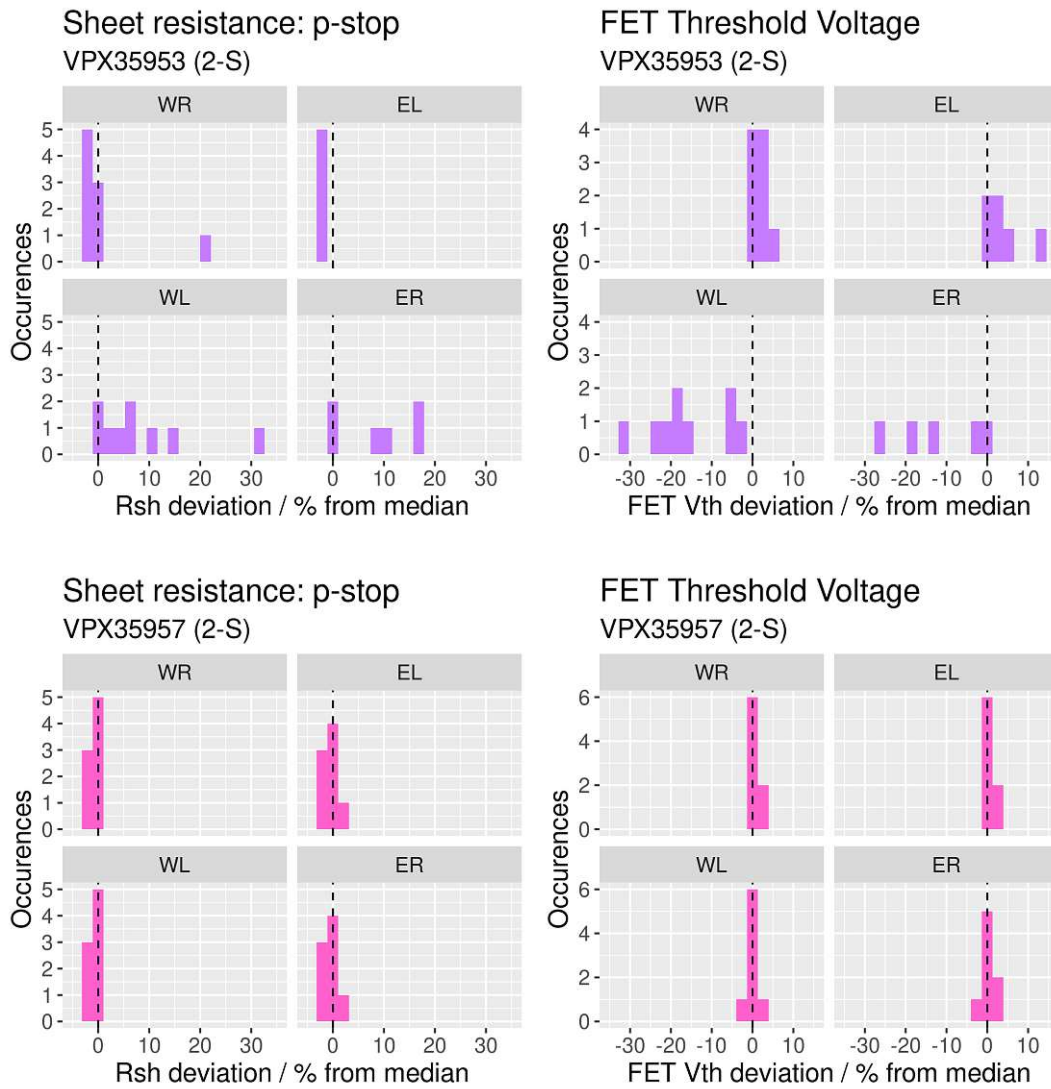 Sheet resistance: p-stop
VPX35953 (2-S)
WR EL
5
4
3
2
1
0
WL ER
5
4
3
2
1
0
Occurences
0 10 20 30 0 10 20 30
Rsh deviation / % from median
FET Threshold Voltage
VPX35953 (2-S)
WR EL
4
3
2
1
0
WL ER
4
3
2
1
0
Occurences
-30 -20 -10 0 10 -30 -20 -10 0 10
FET Vth deviation / % from median
Sheet resistance: p-stop
VPX35957 (2-S)
WR EL
5
4
3
2
1
0
WL ER
5
4
3
2
1
0
Occurences
0 10 20 30 0 10 20 30
Rsh deviation / % from median
FET Threshold Voltage
VPX35957 (2-S)
WR EL
6
4
2
0
WL ER
6
4
2
0
Occurences
-30 -20 -10 0 10 -30 -20 -10 0 10
FET Vth deviation / % from median